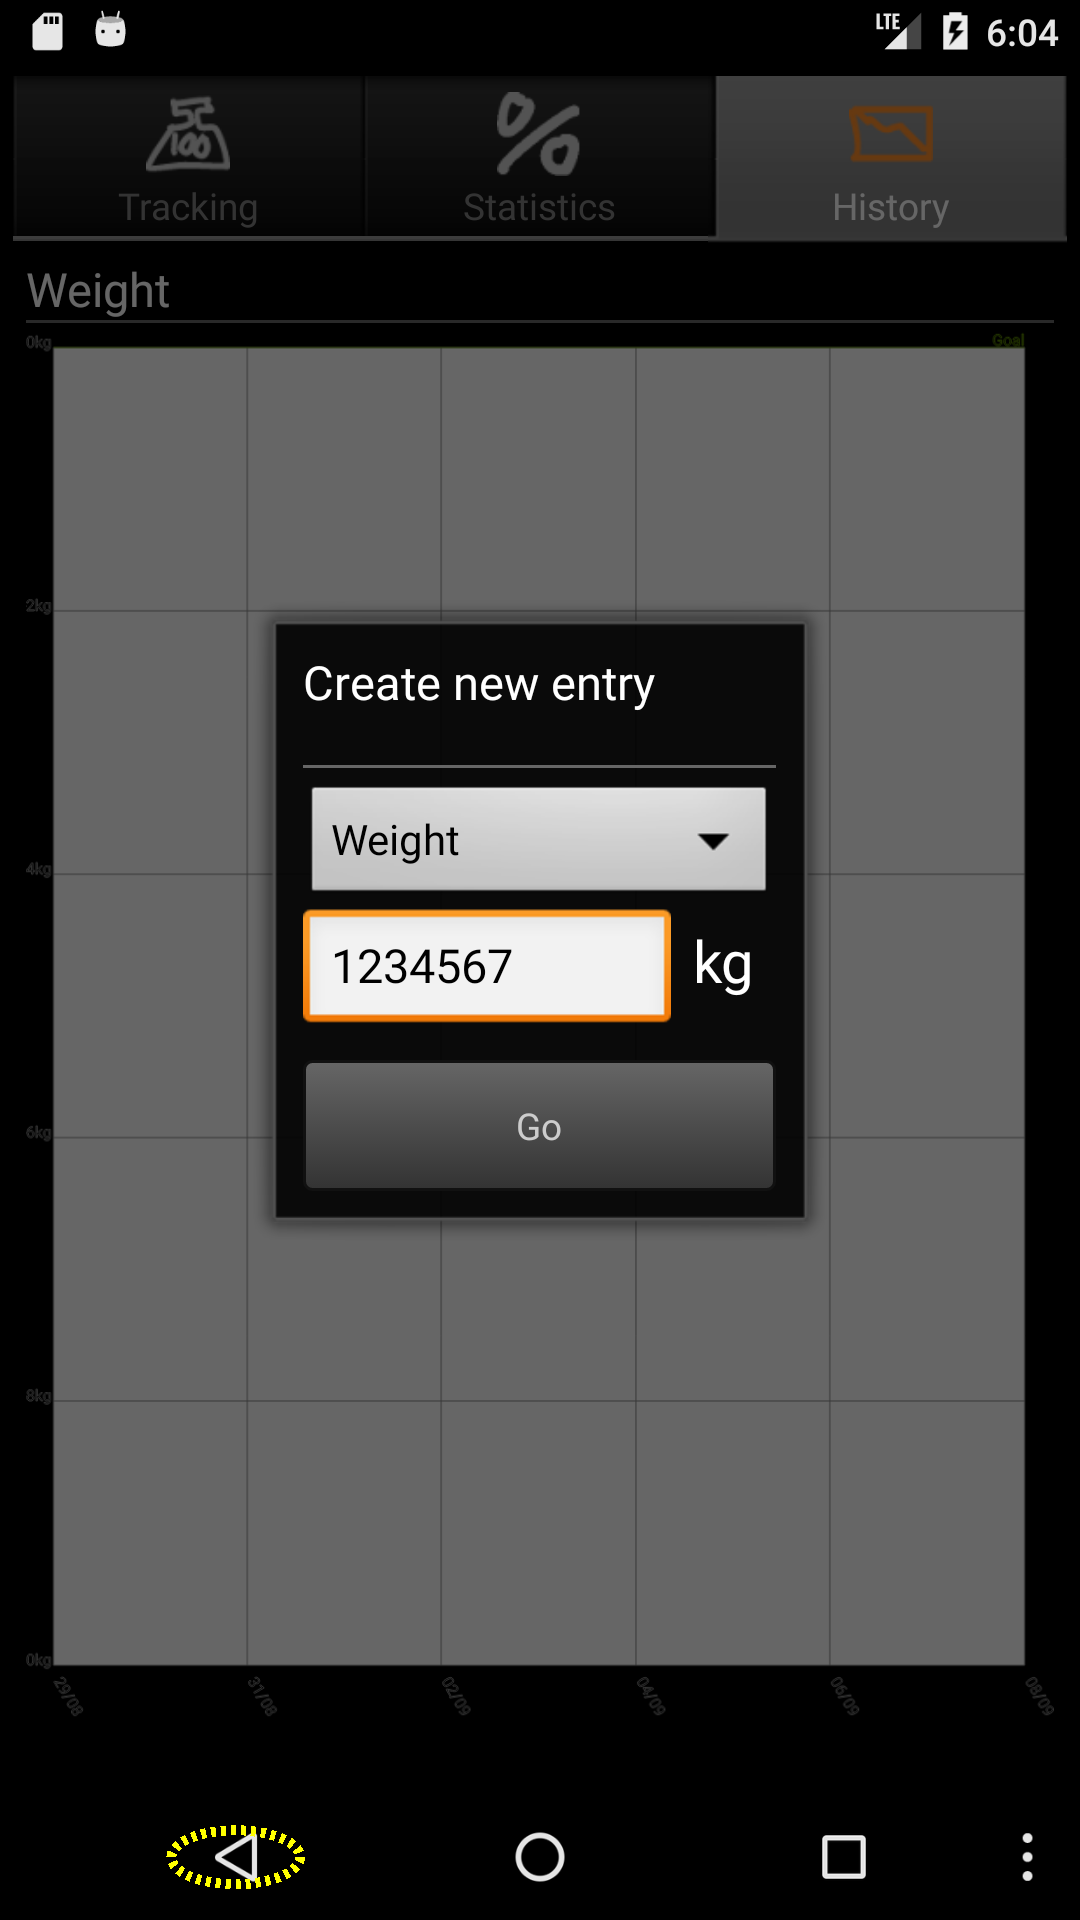 LTE 6:04
Tracking Statistics History
Weight
0kg Goal
2kg
Create new entry
Weight
4kg
1234567 kg
Go
6kg
8kg
0kg
29/08 31/08 02/09 04/09 06/09 08/09